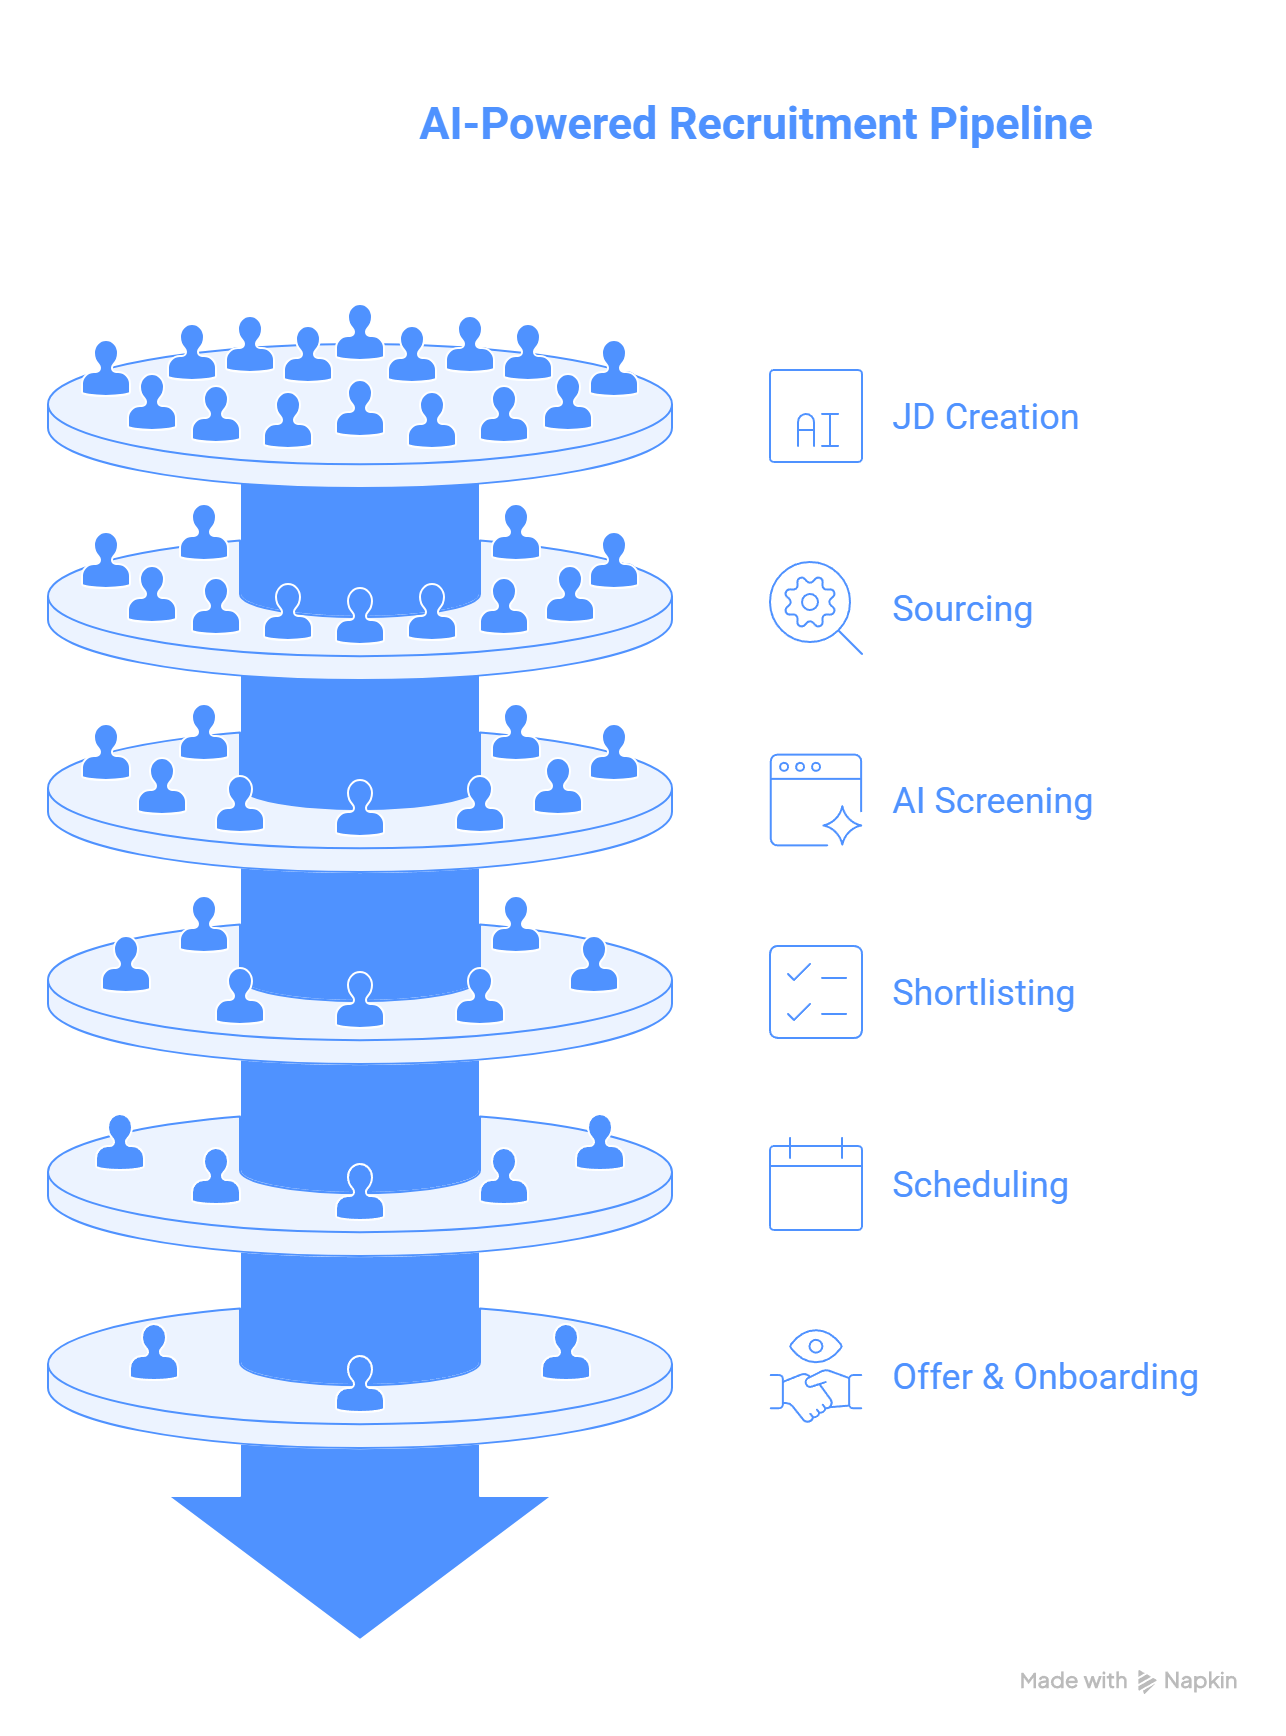 AI-Powered Recruitment Pipeline
AI
JD Creation
Sourcing
AI Screening
Shortlisting
Scheduling
Offer & Onboarding
Made with Napkin